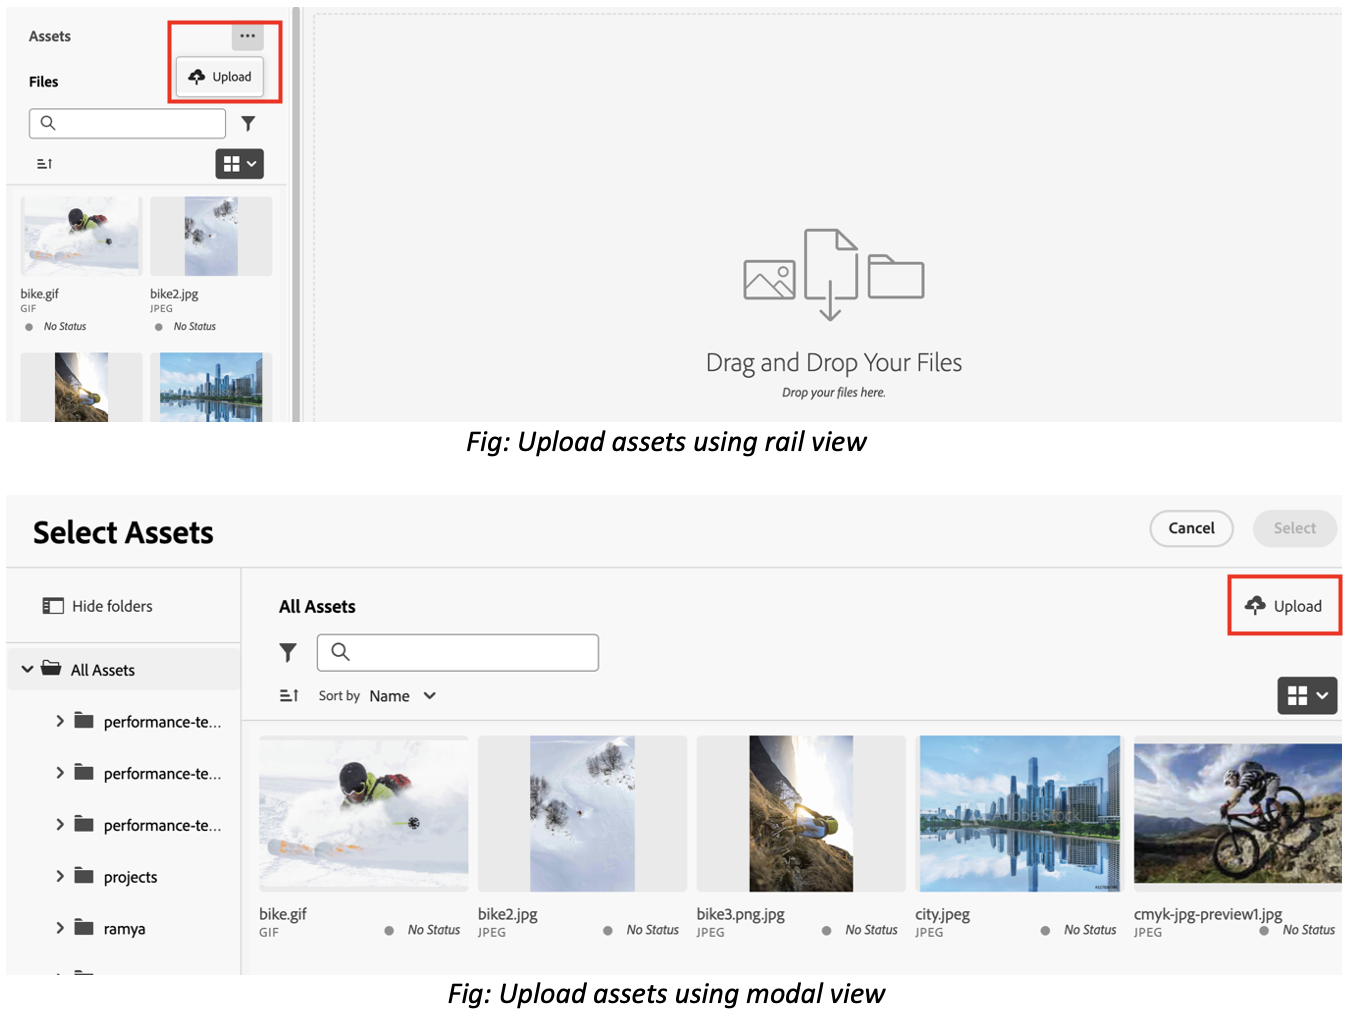 Assets
Upload
Files
bike.gif
GIF
No Status
bike2.jpg
JPEG
No Status
Drag and Drop Your Files
Drop your files here.
Fig: Upload assets using rail view
Select Assets
Cancel
Select
Hide folders
All Assets
Upload
All Assets
Sort by Name
performance-te...
performance-te...
performance-te...
projects
ramya
Adobe Stock
bike.gif
GIF
No Status
bike2.jpg
JPEG
No Status
bike3.png.jpg
JPEG
No Status
city.jpeg
JPEG
No Status
cmyk-jpg-preview1.jpg
JPEG
No Status
Fig: Upload assets using modal view